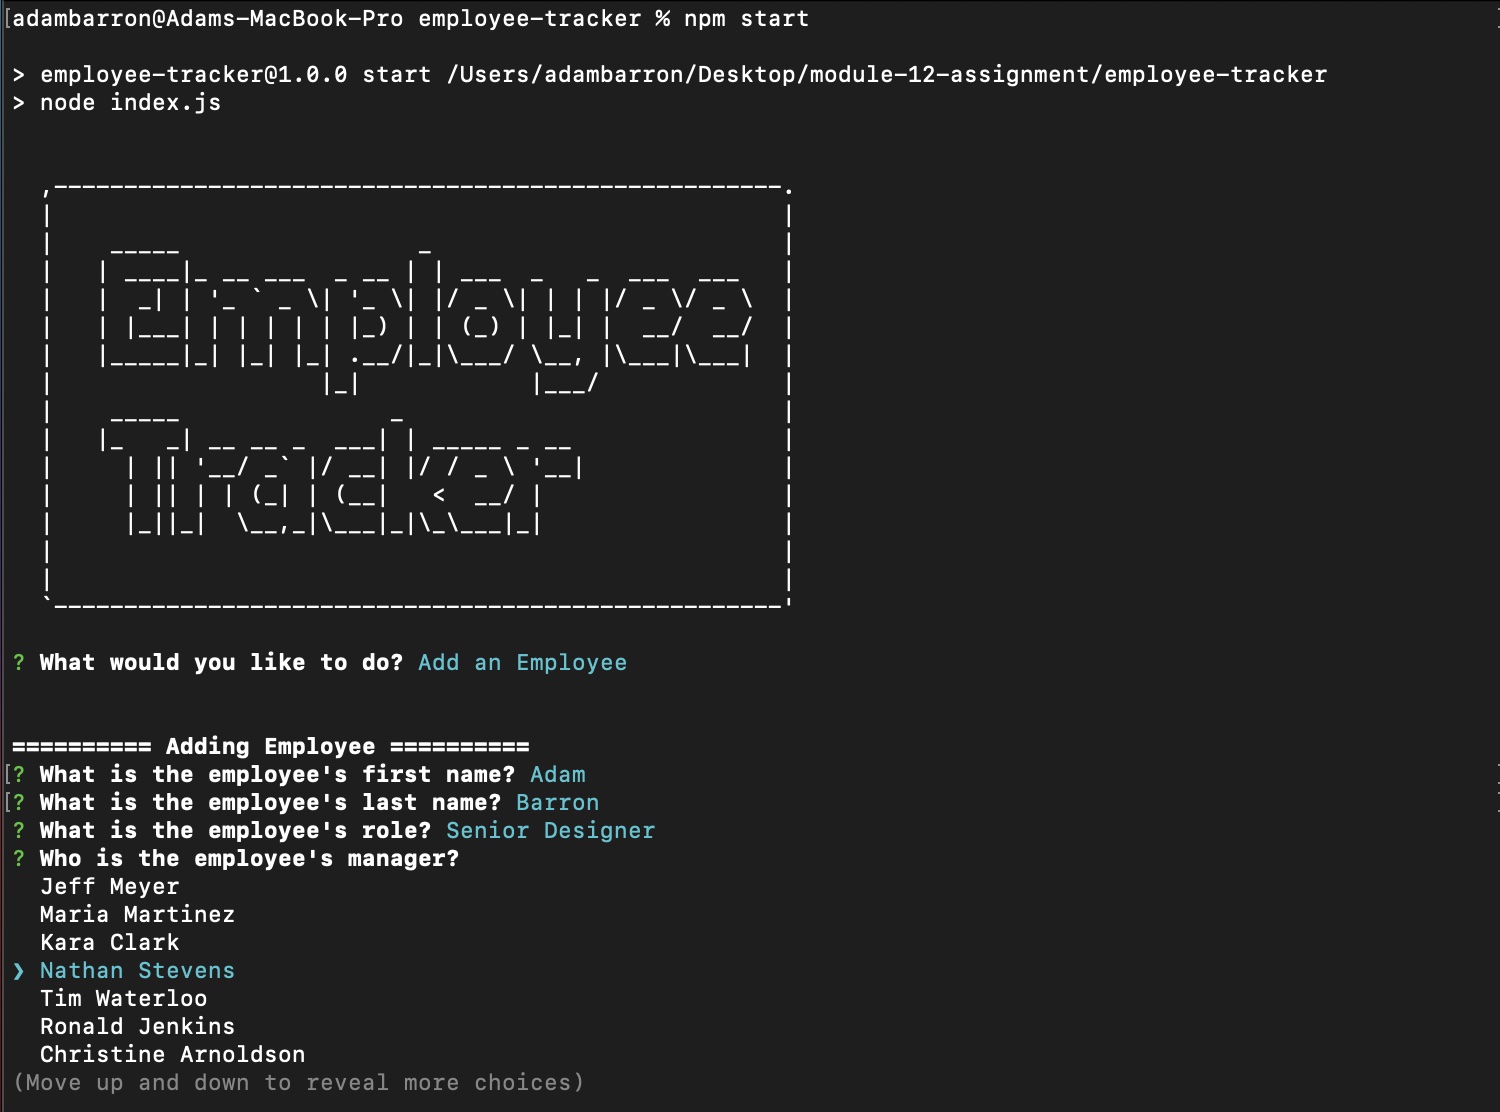 adambarron@Adams-MacBook-Pro employee-tracker % npm start
> employee-tracker@1.0.0 start /Users/adambarron/Desktop/module-12-assignment/employee-tracker
> node index.js
Employee
Tracker
? What would you like to do? Add an Employee
========== Adding Employee ==========
? What is the employee's first name? Adam
? What is the employee's last name? Barron
? What is the employee's role? Senior Designer
? Who is the employee's manager?
Jeff Meyer
Maria Martinez
Kara Clark
❯ Nathan Stevens
Tim Waterloo
Ronald Jenkins
Christine Arnoldson
(Move up and down to reveal more choices)